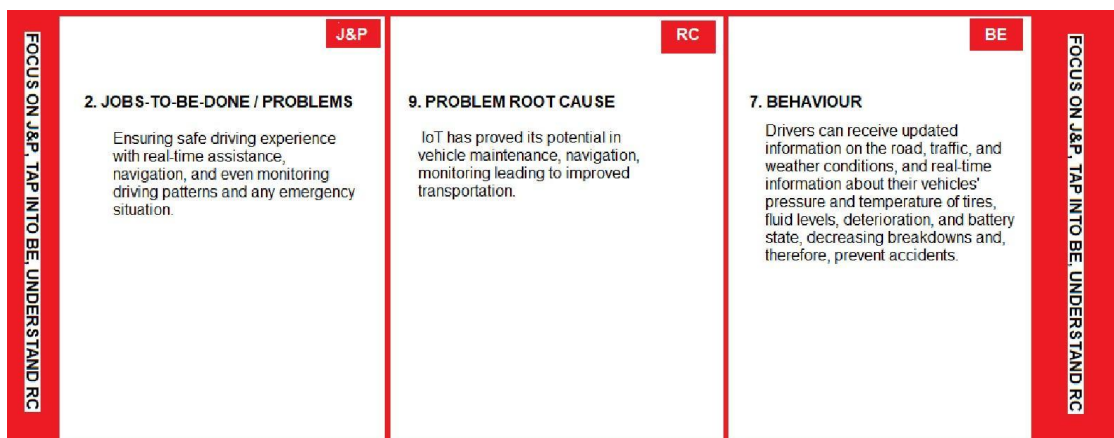 FOCUS ON J&P, TAP INTO BE, UNDERSTAND RC
J&P
2. JOBS-TO-BE-DONE / PROBLEMS
Ensuring safe driving experience
with real-time assistance,
navigation, and even monitoring
driving patterns and any emergency
situation.
RC
9. PROBLEM ROOT CAUSE
IoT has proved its potential in
vehicle maintenance, navigation,
monitoring leading to improved
transportation.
BE
7. BEHAVIOUR
Drivers can receive updated
information on the road, traffic, and
weather conditions, and real-time
information about their vehicles'
pressure and temperature of tires,
fluid levels, deterioration, and battery
state, decreasing breakdowns and,
therefore, prevent accidents.
FOCUS ON J&P, TAP INTO BE, UNDERSTAND RC